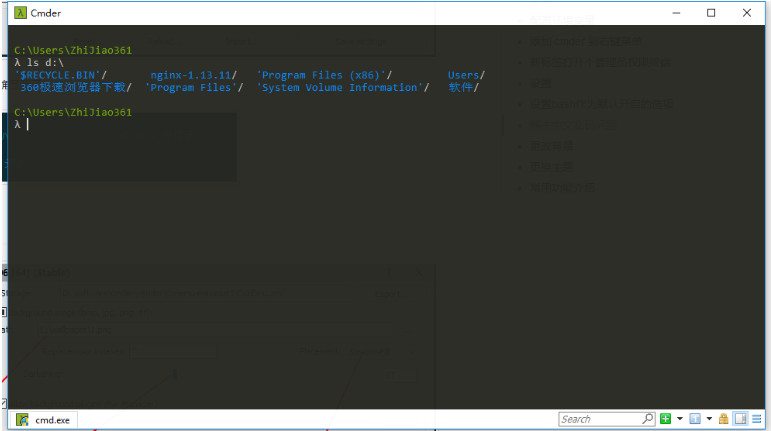 Cmder
C:\Users\ZhiJiao361
λ ls d:\
'$RECYCLE.BIN'/ nginx-1.13.11/ 'Program Files (x86)'/ Users/
360极速浏览器下载/ 'Program Files'/ 'System Volume Information'/ 软件/
C:\Users\ZhiJiao361
λ
cmd.exe
Search